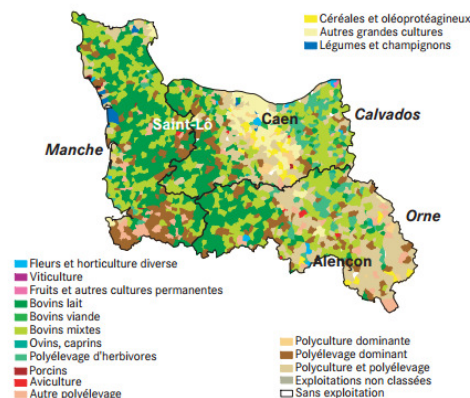 Céréales et oléoprotéagineux
Autres grandes cultures
Légumes et champignons
Caen
Calvados
Saint-Lô
Manche
Orne
Alençon
Fleurs et horticulture diverse
Viticulture
Fruits et autres cultures permanentes
Bovins lait
Bovins viande
Bovins mixtes
Ovins, caprins
Polyélevage d'herbivores
Porcins
Aviculture
Autre polyélevage
Polyculture dominante
Polyélevage dominant
Polyculture et polyélevage
Exploitations non classées
Sans exploitation